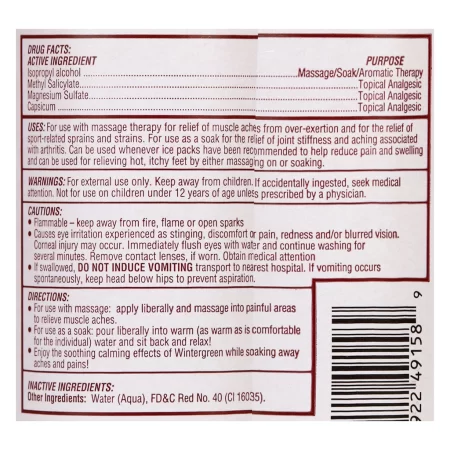 DRUG FACTS:
ACTIVE INGREDIENT PURPOSE
Isopropyl alcohol ........ Massage/Soak/Aromatic Therapy
Methyl Salicylate ........ Topical Analgesic
Magnesium Sulfate ........ Topical Analgesic
Capsicum ........ Topical Analgesic
USES: For use with massage therapy for relief of muscle aches from over-exertion and for the relief of
sport-related sprains and strains. For use as a soak for the relief of joint stiffness and aching associated
with arthritis. Can be used whenever ice packs have been recommended to help reduce pain and swelling
and can be used for relieving hot, itchy feet by either massaging on or soaking.
WARNINGS: For external use only. Keep away from children. If accidentally ingested, seek medical
attention. Not for use on children under 12 years of age unless prescribed by a physician.
CAUTIONS:
• Flammable – keep away from fire, flame or open sparks
• Causes eye irritation experienced as stinging, discomfort or pain, redness and/or blurred vision.
Corneal injury may occur. Immediately flush eyes with water and continue washing for
several minutes. Remove contact lenses, if worn. Obtain medical attention
• If swallowed, DO NOT INDUCE VOMITING transport to nearest hospital. If vomiting occurs
spontaneously, keep head below hips to prevent aspiration.
DIRECTIONS:
• For use with massage: apply liberally and massage into painful areas
to relieve muscle aches.
• For use as a soak: pour liberally into warm (as warm as is comfortable
for the individual) water and sit back and relax!
• Enjoy the soothing calming effects of Wintergreen while soaking away
aches and pains!
INACTIVE INGREDIENTS:
Other Ingredients: Water (Aqua), FD&C Red No. 40 (CI 16035).
922 49158 9